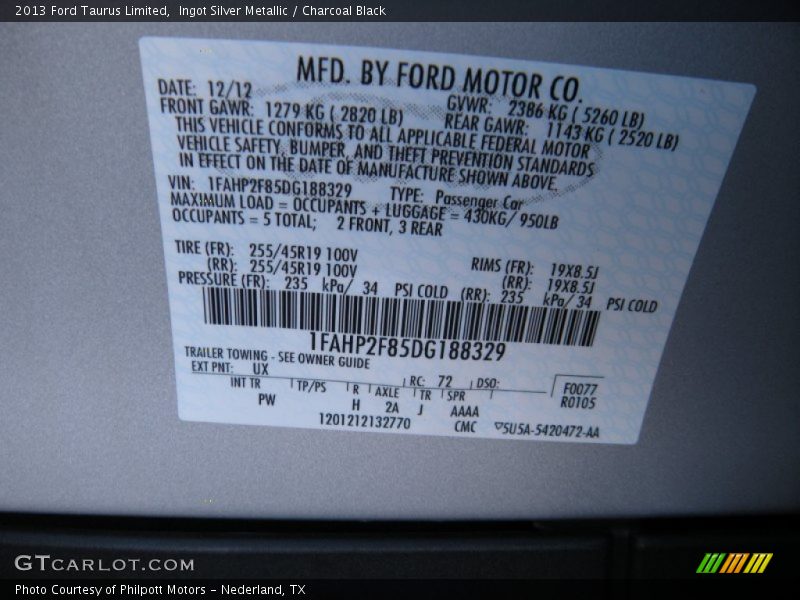 2013 Ford Taurus Limited,  Ingot Silver Metallic / Charcoal Black
MFD. BY FORD MOTOR CO.
DATE: 12/12 GVWR: 2386 KG ( 5260 LB)
FRONT GAWR: 1279 KG ( 2820 LB) REAR GAWR: 1143 KG ( 2520 LB)
THIS VEHICLE CONFORMS TO ALL APPLICABLE FEDERAL MOTOR
VEHICLE SAFETY, BUMPER, AND THEFT PREVENTION STANDARDS
IN EFFECT ON THE DATE OF MANUFACTURE SHOWN ABOVE.
VIN: 1FAHP2F85DG188329 TYPE: Passenger Car
MAXIMUM LOAD = OCCUPANTS + LUGGAGE = 430KG/ 950LB
OCCUPANTS = 5 TOTAL; 2 FRONT, 3 REAR
TIRE (FR): 255/45R19 100V RIMS (FR): 19X8.5J
(RR): 255/45R19 100V (RR): 19X8.5J
PRESSURE (FR): 235 kPa/ 34 PSI COLD (RR): 235 kPa/ 34 PSI COLD
1FAHP2F85DG188329
TRAILER TOWING - SEE OWNER GUIDE
EXT PNT: UX RC: 72 DSO: F0077
INT TR TP/PS R AXLE TR SPR R0105
PW H 2A J AAAA
1201212132770 CMC 5U5A-5420472-AA
GTCARLOT.COM
Photo Courtesy of Philpott Motors – Nederland, TX